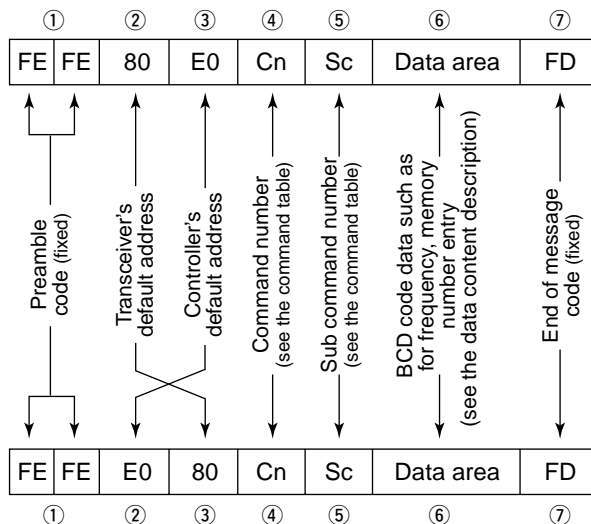 ① ② ③ ④ ⑤ ⑥ ⑦
FE FE 80 E0 Cn Sc Data area FD
Preamble
code (fixed)
Transceiver's
default address
Controller's
default address
Command number
(see the command table)
Sub command number
(see the command table)
BCD code data such as
for frequency, memory
number entry
(see the data content description)
End of message
code (fixed)
FE FE E0 80 Cn Sc Data area FD
① ② ③ ④ ⑤ ⑥ ⑦